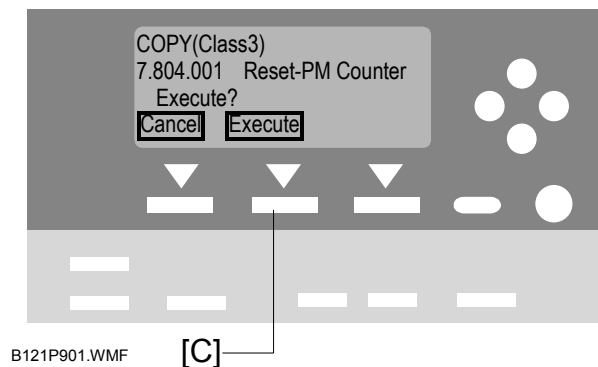 COPY(Class3)
7.804.001 Reset-PM Counter
Execute?
Cancel Execute
B121P901.WMF [C]